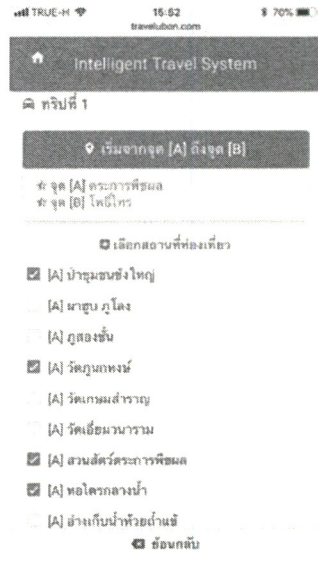 TRUE-H 15:52 70%
travelubon.com
Intelligent Travel System
ทริปที่ 1
เริ่มจากจุด [A] ถึงจุด [B]
จุด [A] ตระการพืชผล
จุด [B] โพธิ์ไทร
เลือกสถานที่ท่องเที่ยว
[A] ป่าชุมชนช่งใหญ่
[A] ผาฮูบ ภูโลง
[A] ภูสองชั้น
[A] วัดภูนกหงษ์
[A] วัดเกษมสำราญ
[A] วัดเอี่ยมวนาราม
[A] สวนสัตว์ตระการพืชผล
[A] หอไตรกลางน้ำ
[A] อ่างเก็บน้ำห้วยถ้ำแข้
ย้อนกลับ